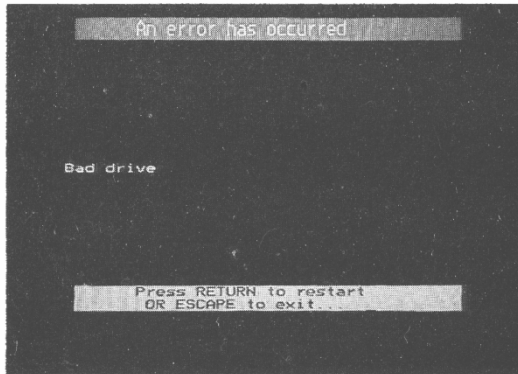 An error has occurred
Bad drive
Press RETURN to restart
OR ESCAPE to exit...